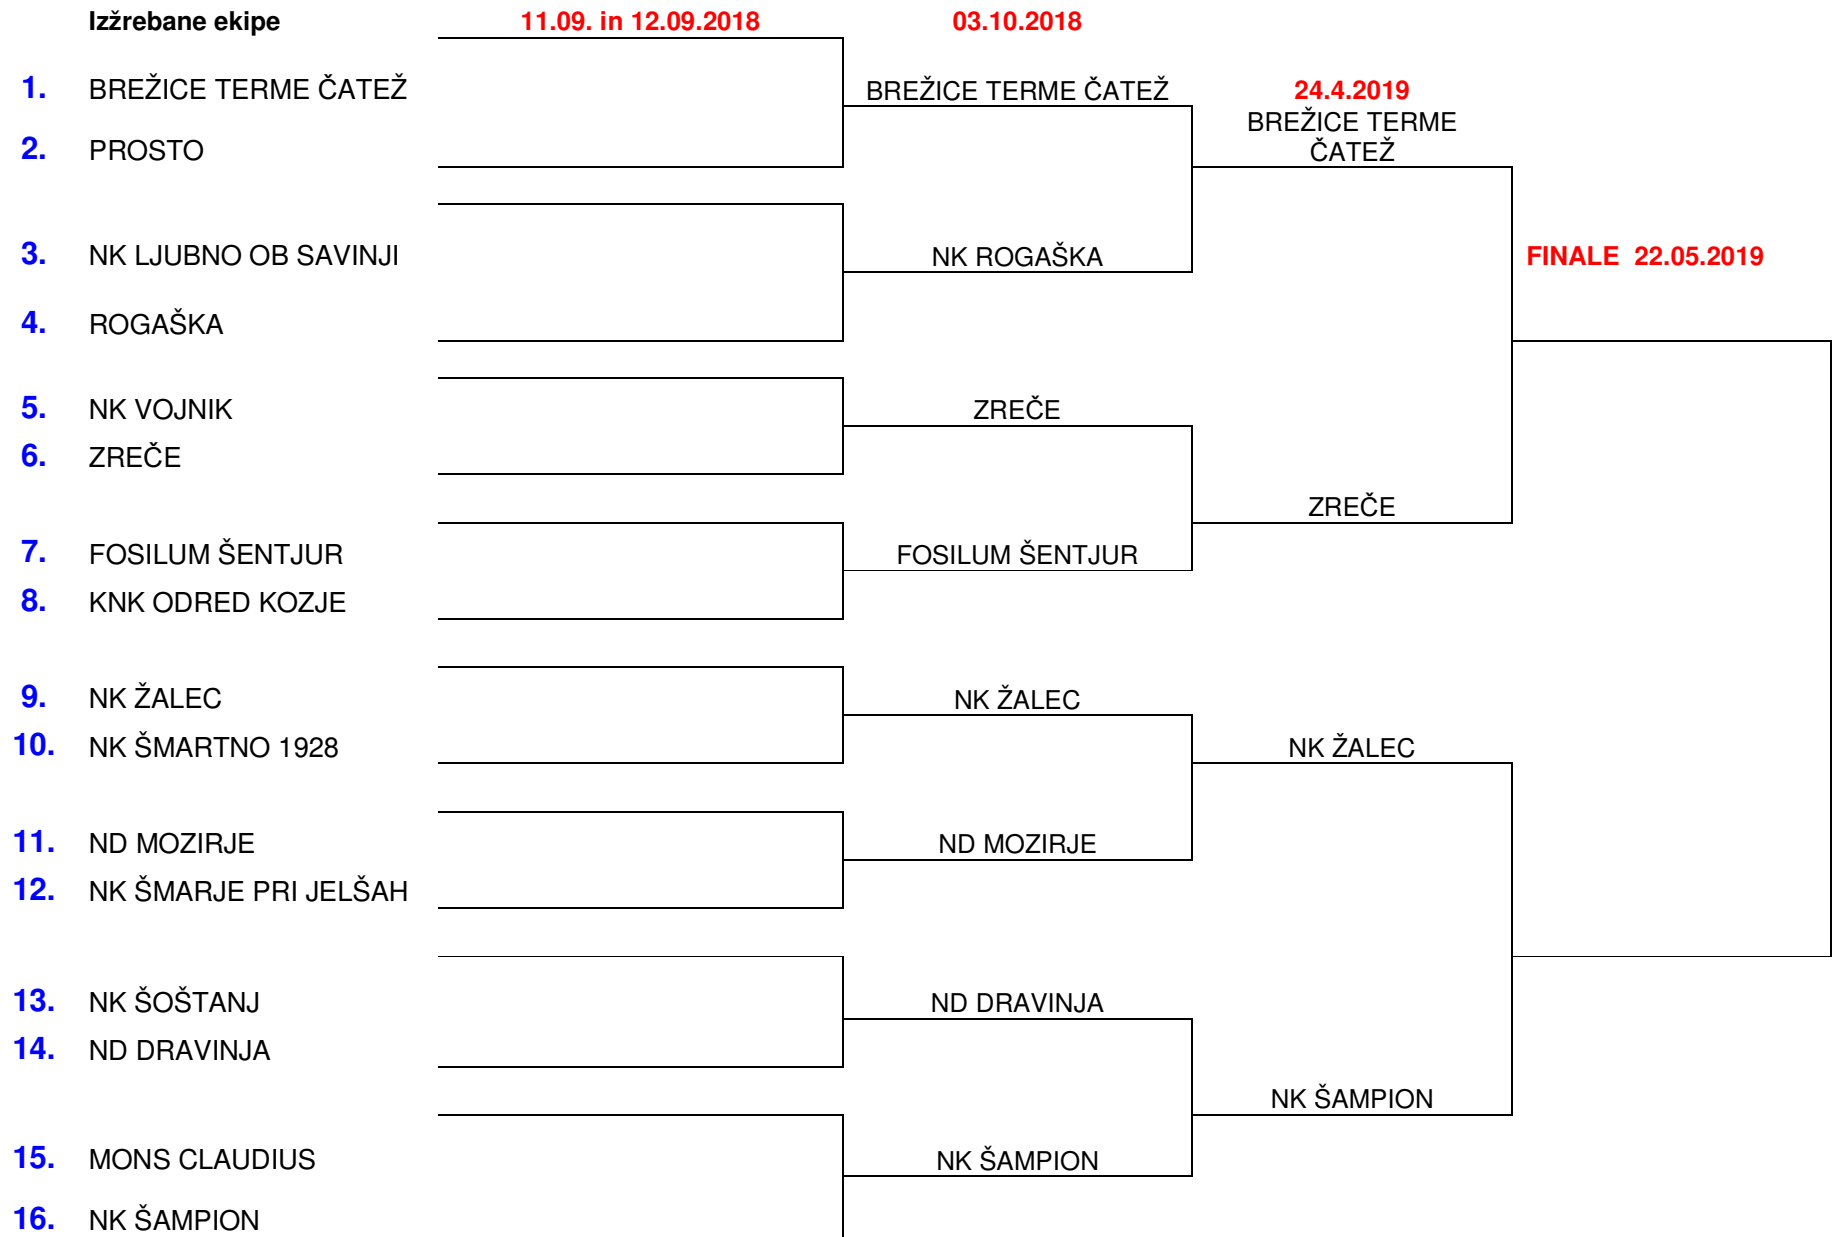 Izžrebane ekipe 11.09. in 12.09.2018 03.10.2018
1. BREŽICE TERME ČATEŽ BREŽICE TERME ČATEŽ 24.4.2019
BREŽICE TERME
2. PROSTO ČATEŽ
3. NK LJUBNO OB SAVINJI NK ROGAŠKA FINALE 22.05.2019
4. ROGAŠKA
5. NK VOJNIK ZREČE
6. ZREČE
ZREČE
7. FOSILUM ŠENTJUR FOSILUM ŠENTJUR
8. KNK ODRED KOZJE
9. NK ŽALEC NK ŽALEC
10. NK ŠMARTNO 1928 NK ŽALEC
11. ND MOZIRJE ND MOZIRJE
12. NK ŠMARJE PRI JELŠAH
13. NK ŠOŠTANJ ND DRAVINJA
14. ND DRAVINJA
NK ŠAMPION
15. MONS CLAUDIUS NK ŠAMPION
16. NK ŠAMPION